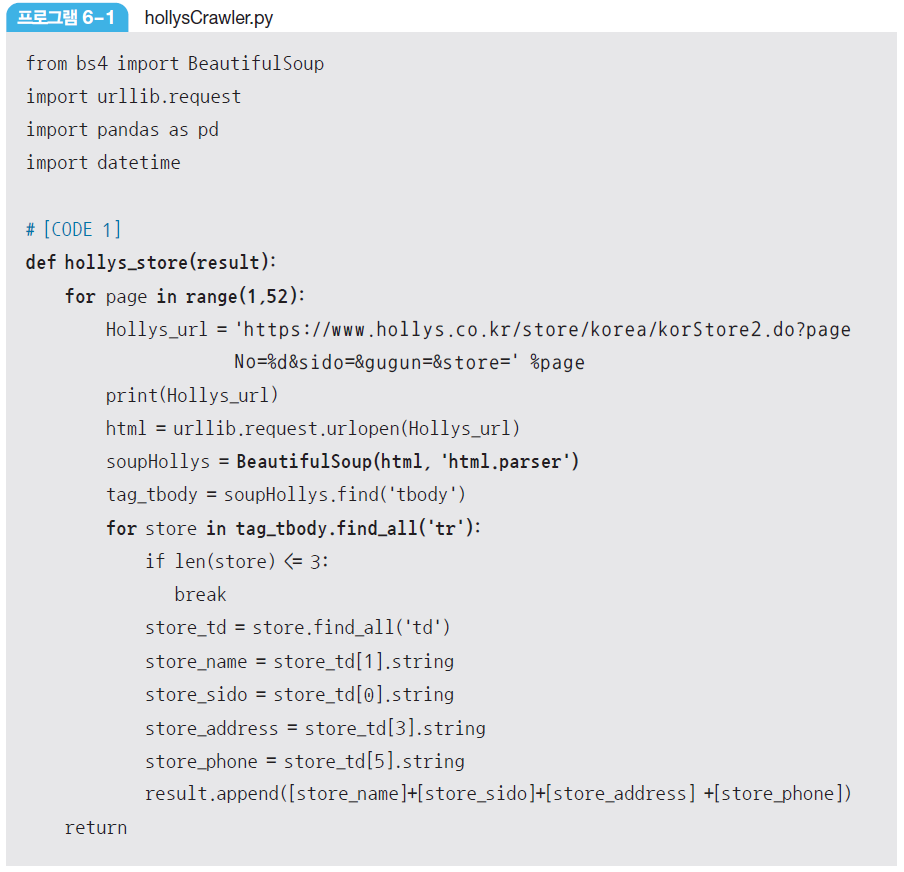 프로그램 6-1 hollysCrawler.py
from bs4 import BeautifulSoup
import urllib.request
import pandas as pd
import datetime
# [CODE 1]
def hollys_store(result):
    for page in range(1,52):
        Hollys_url = 'https://www.hollys.co.kr/store/korea/korStore2.do?page
                     No=%d&sido=&gugun=&store=' %page
        print(Hollys_url)
        html = urllib.request.urlopen(Hollys_url)
        soupHollys = BeautifulSoup(html, 'html.parser')
        tag_tbody = soupHollys.find('tbody')
        for store in tag_tbody.find_all('tr'):
            if len(store) <= 3:
               break
            store_td = store.find_all('td')
            store_name = store_td[1].string
            store_sido = store_td[0].string
            store_address = store_td[3].string
            store_phone = store_td[5].string
            result.append([store_name]+[store_sido]+[store_address] +[store_phone])
    return